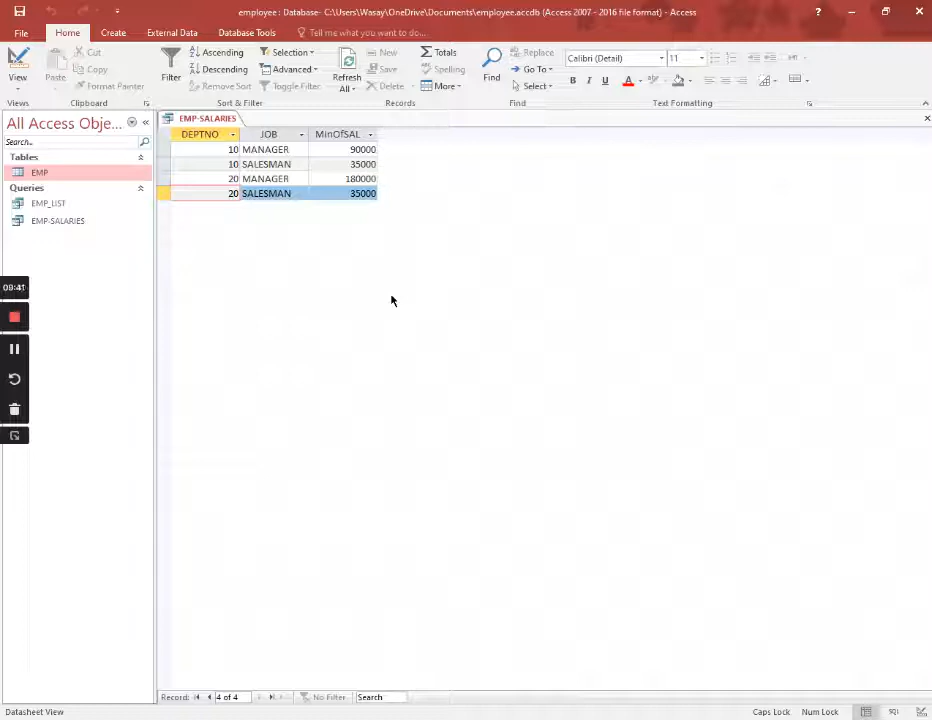 employee : Database- C:\Users\Wasay\OneDrive\Documents\employee.accdb (Access 2007 - 2016 file format) - Access
File Home Create External Data Database Tools Tell me what you want to do...
View
Views
Paste
Cut
Copy
Format Painter
Clipboard
Filter
Ascending
Descending
Remove Sort
Selection
Advanced
Toggle Filter
Sort & Filter
Refresh
All
New
Save
Delete
Totals
Spelling
More
Records
Find
Replace
Go To
Select
Find
Calibri (Detail) 11
B I U A
Text Formatting
All Access Obje...
Search..
Tables
EMP
Queries
EMP_LIST
EMP-SALARIES
09:41
EMP-SALARIES
DEPTNO JOB MinOfSAL
10 MANAGER 90000
10 SALESMAN 35000
20 MANAGER 180000
20 SALESMAN 35000
Record: 4 of 4 No Filter Search
Datasheet View Caps Lock Num Lock SQL